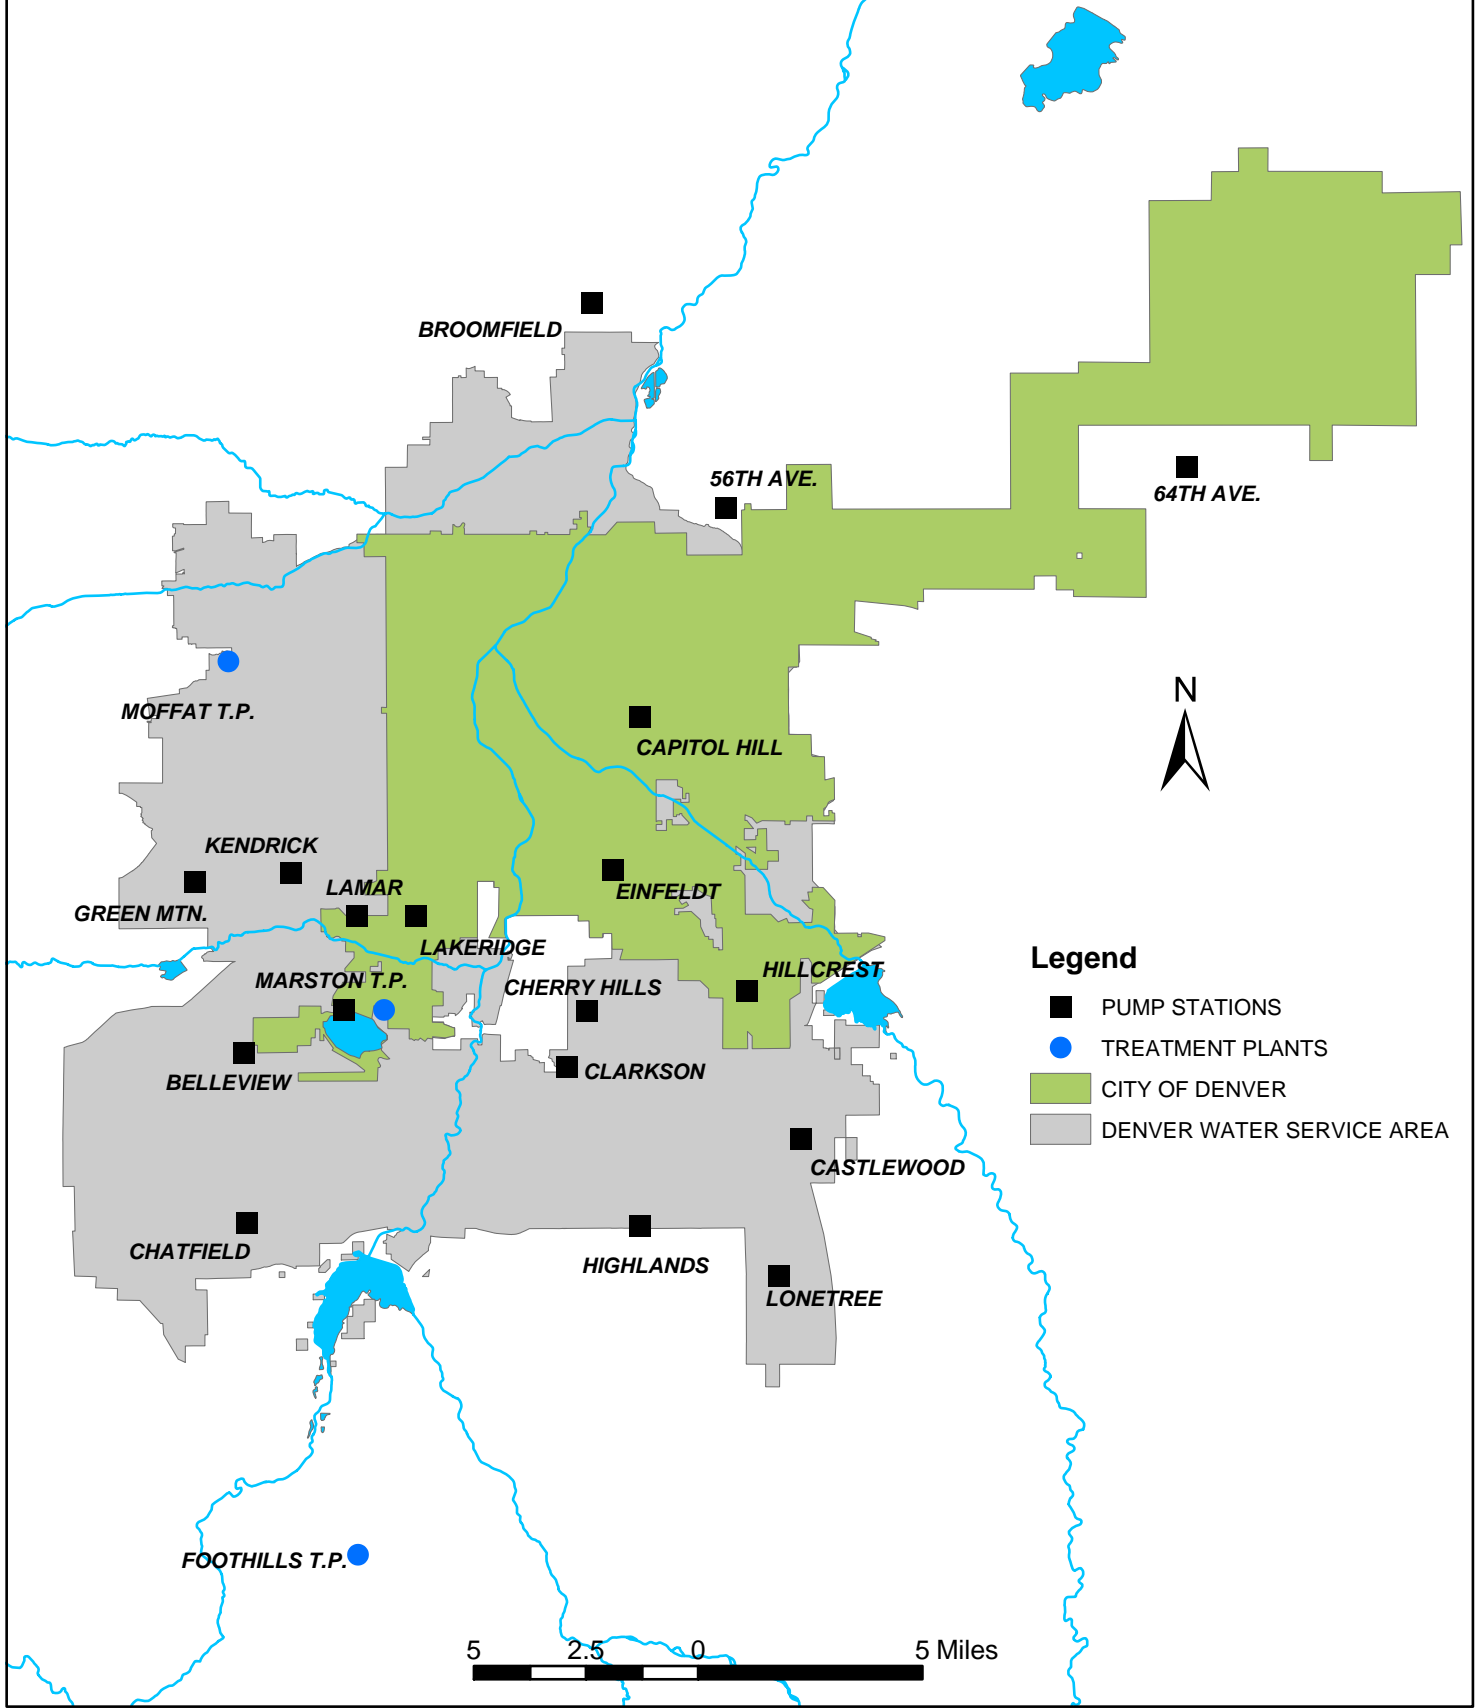 BROOMFIELD
56TH AVE.
64TH AVE.
N
MOFFAT T.P.
CAPITOL HILL
KENDRICK
LAMAR
EINFELDT
GREEN MTN.
LAKERIDGE
Legend
HILLCREST
MARSTON T.P.
CHERRY HILLS
PUMP STATIONS
TREATMENT PLANTS
CLARKSON
BELLEVIEW
CITY OF DENVER
DENVER WATER SERVICE AREA
CASTLEWOOD
CHATFIELD
HIGHLANDS
LONETREE
FOOTHILLS T.P.
5 2.5 0 5 Miles